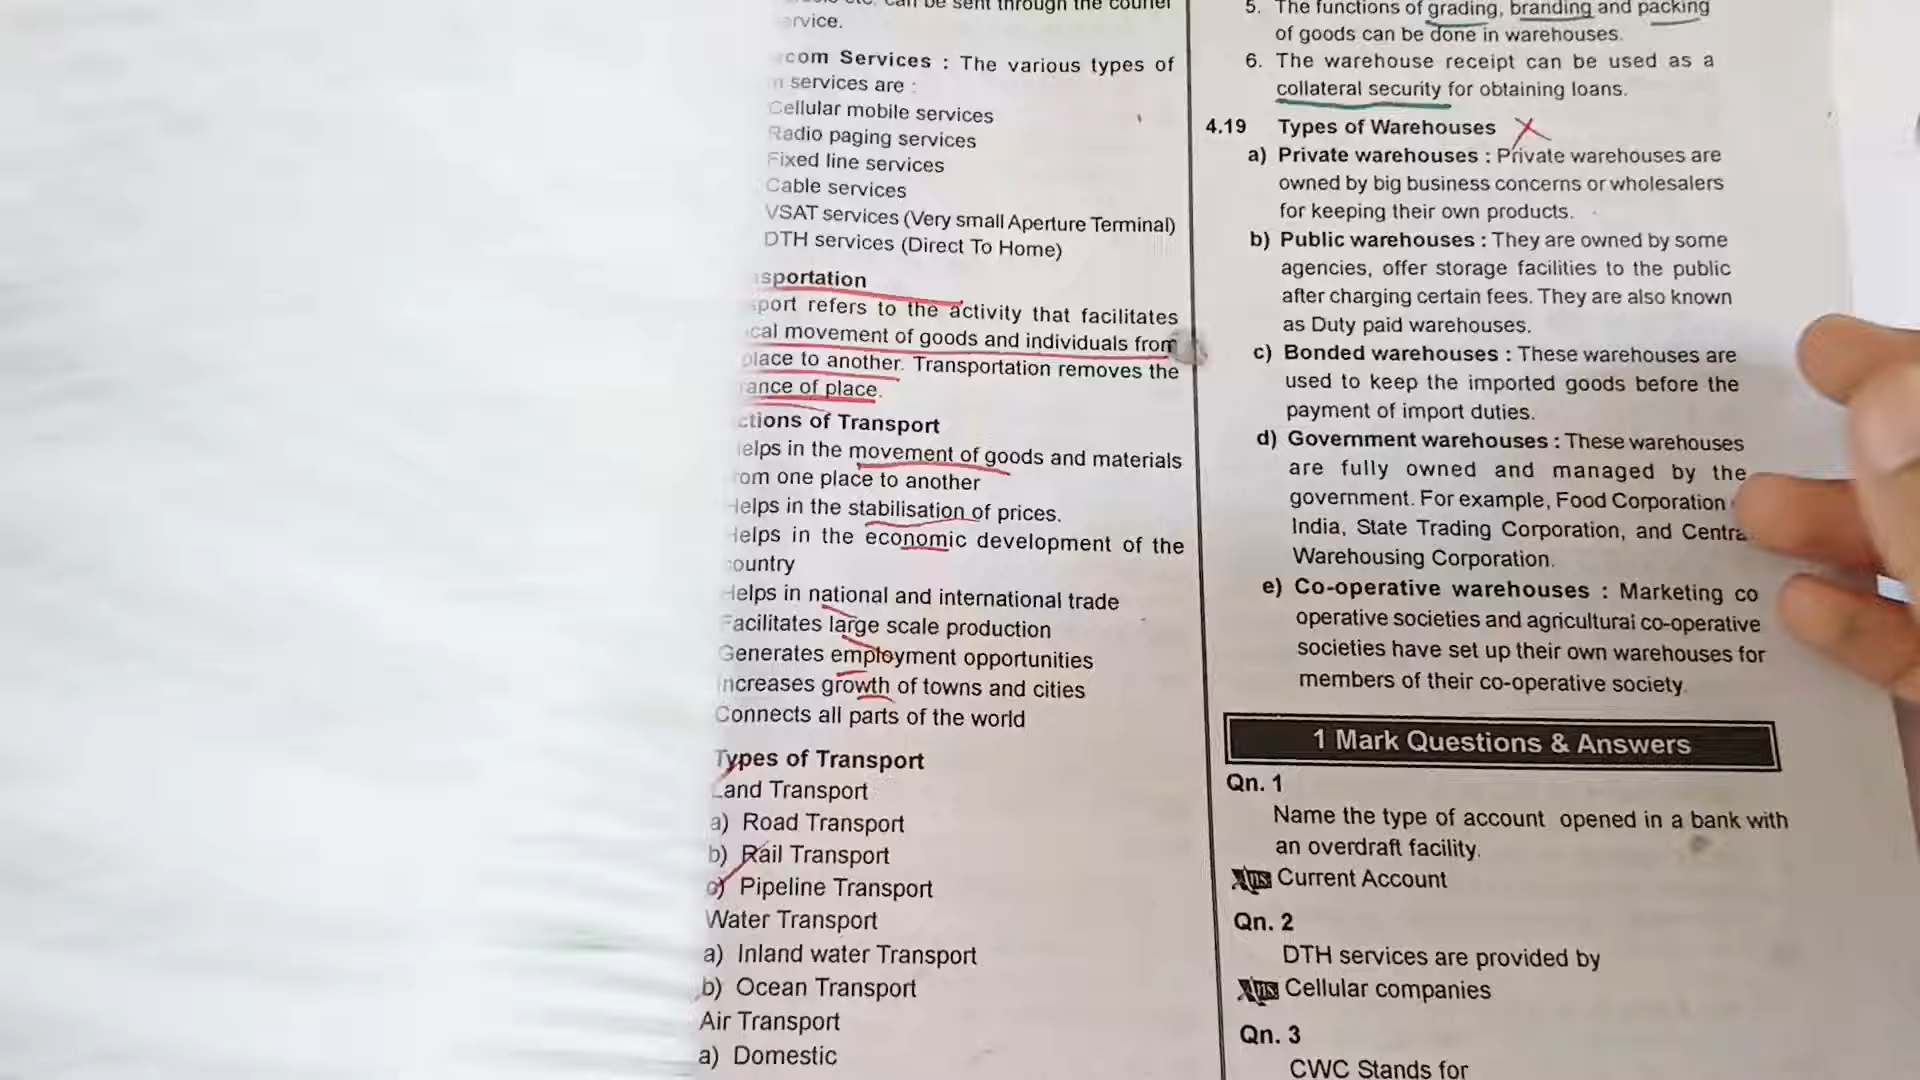 can be sent through the courier
service.
com Services : The various types of
services are :
Cellular mobile services
Radio paging services
Fixed line services
Cable services
VSAT services (Very small Aperture Terminal)
DTH services (Direct To Home)
sportation
port refers to the activity that facilitates
cal movement of goods and individuals from
place to another. Transportation removes the
ance of place.
ctions of Transport
elps in the movement of goods and materials
om one place to another
Helps in the stabilisation of prices.
Helps in the economic development of the
country
Helps in national and international trade
Facilitates large scale production
Generates employment opportunities
Increases growth of towns and cities
Connects all parts of the world
Types of Transport
Land Transport
a) Road Transport
b) Rail Transport
c) Pipeline Transport
Water Transport
a) Inland water Transport
b) Ocean Transport
Air Transport
a) Domestic
5. The functions of grading, branding and packing
of goods can be done in warehouses.
6. The warehouse receipt can be used as a
collateral security for obtaining loans.
4.19 Types of Warehouses
a) Private warehouses : Private warehouses are
owned by big business concerns or wholesalers
for keeping their own products.
b) Public warehouses : They are owned by some
agencies, offer storage facilities to the public
after charging certain fees. They are also known
as Duty paid warehouses.
c) Bonded warehouses : These warehouses are
used to keep the imported goods before the
payment of import duties.
d) Government warehouses : These warehouses
are fully owned and managed by the
government. For example, Food Corporation
India, State Trading Corporation, and Centra
Warehousing Corporation.
e) Co-operative warehouses : Marketing co
operative societies and agricultural co-operative
societies have set up their own warehouses for
members of their co-operative society.
1 Mark Questions & Answers
Qn. 1
Name the type of account opened in a bank with
an overdraft facility.
Ans Current Account
Qn. 2
DTH services are provided by
Ans Cellular companies
Qn. 3
CWC Stands for